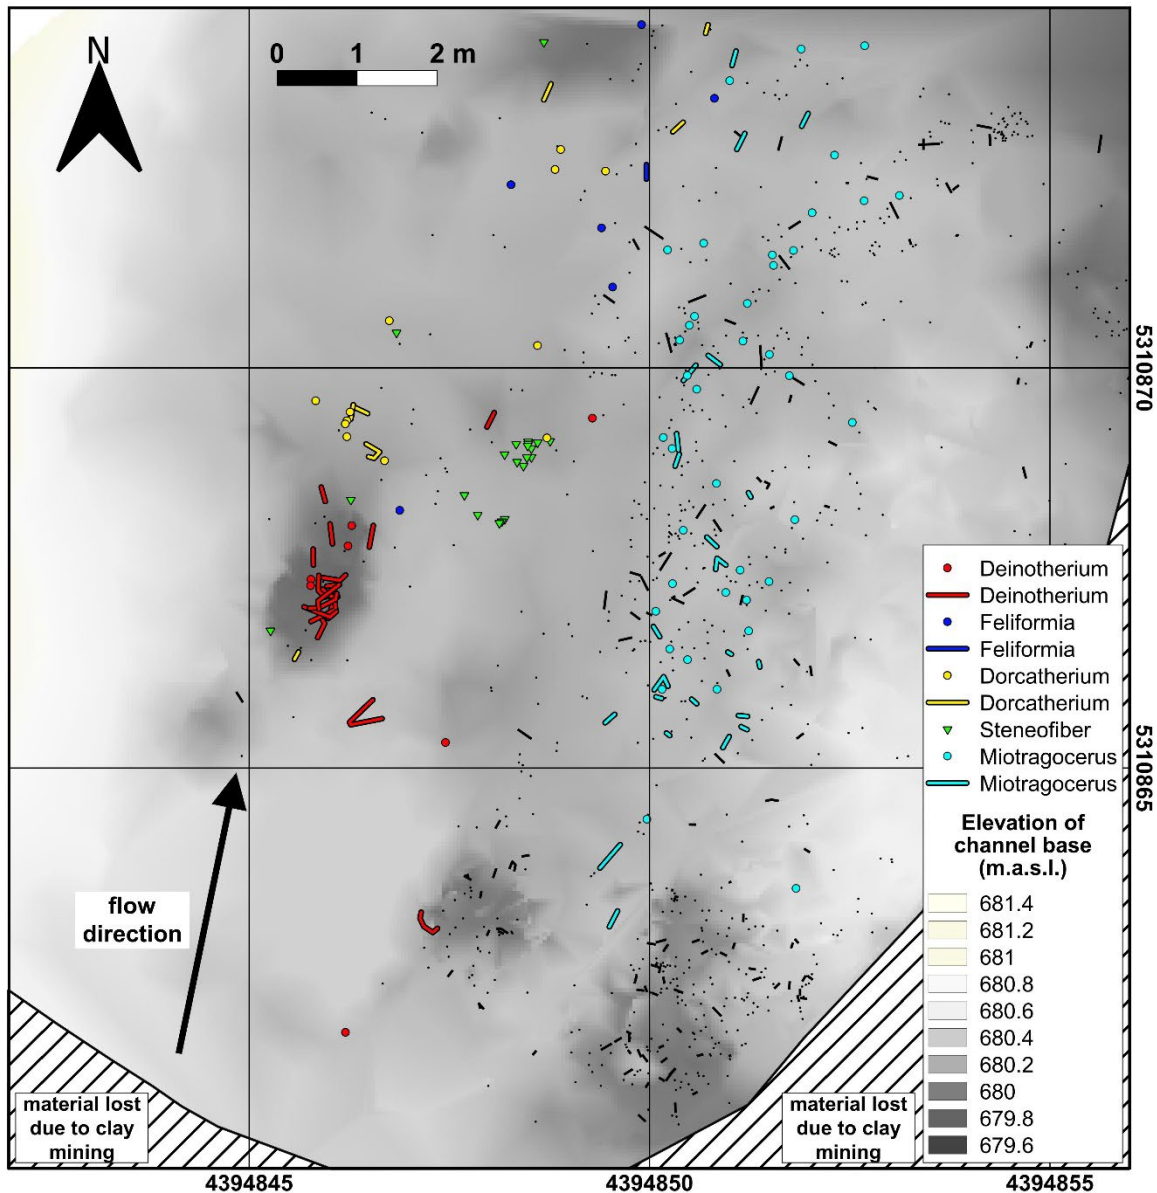 N
0 1 2 m
5310870
Deinotherium
Deinotherium
Feliformia
Feliformia
Dorcatherium
Dorcatherium
Steneofiber
Miotragocerus
Miotragocerus
5310865
Elevation of
channel base
(m.a.s.l.)
681.4
681.2
681
680.8
680.6
680.4
680.2
680
679.8
679.6
flow
direction
material lost
due to clay
mining
material lost
due to clay
mining
4394845
4394850
4394855